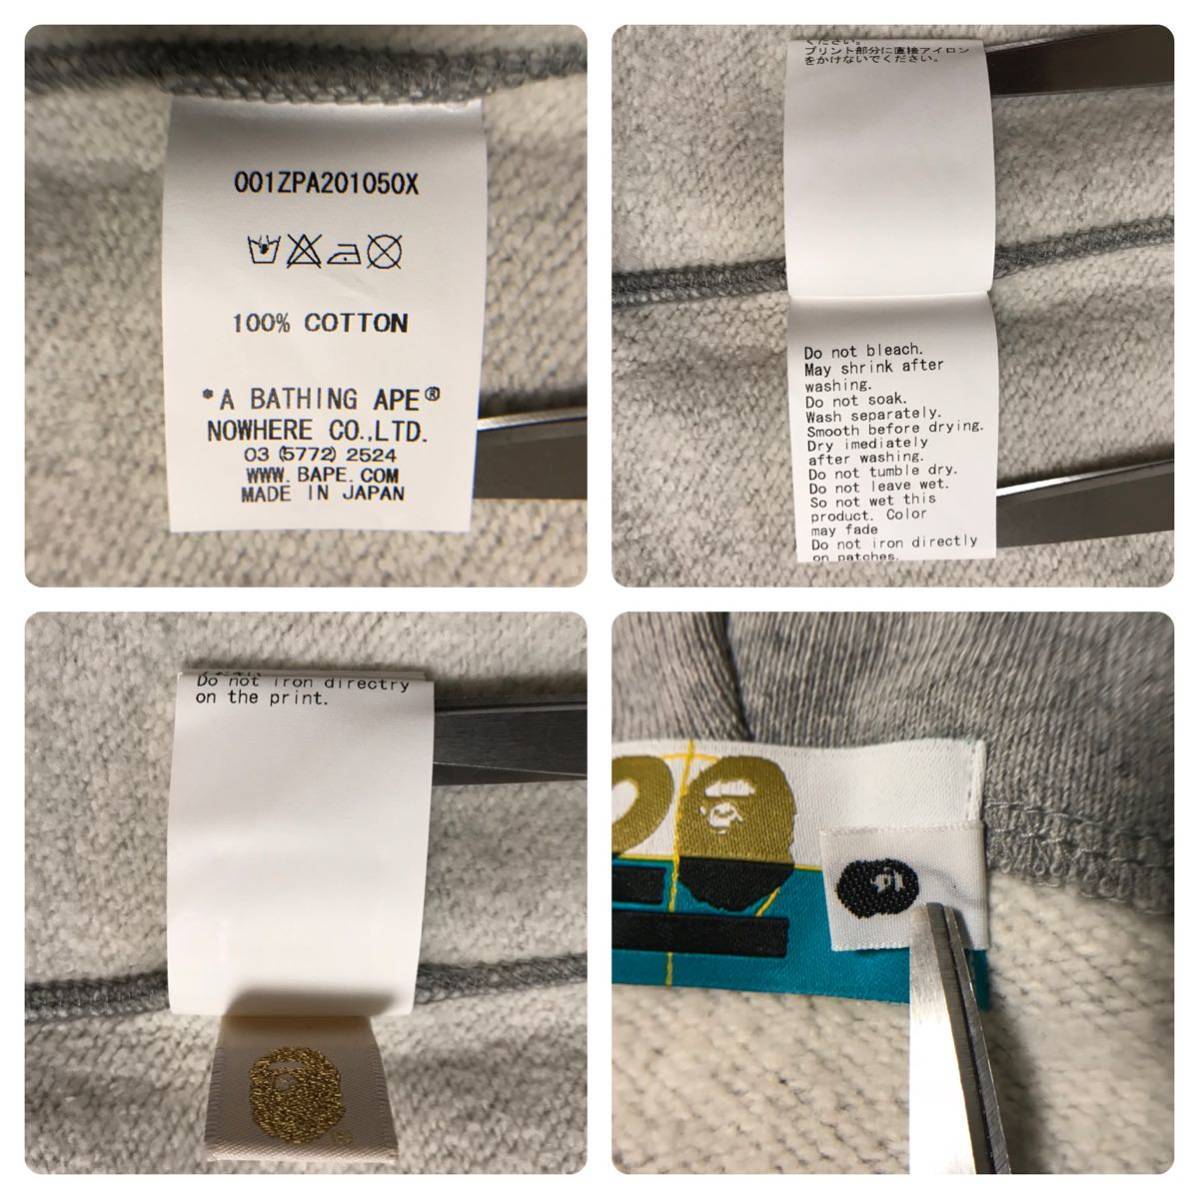 001ZPA201050X
100% COTTON
*A BATHING APE®
NOWHERE CO.,LTD.
03 (5772) 2524
WWW. BAPE. COM
MADE IN JAPAN
ください。
プリント部分に直接アイロン
をかけないでください。
Do not bleach.
May shrink after
washing.
Do not soak.
Wash separately.
Smooth before drying.
Dry imediately
after washing.
Do not tumble dry.
Do not leave wet.
So not wet this
product. Color
may fade
Do not iron directly
on patches.
Do not iron directry
on the print.
®